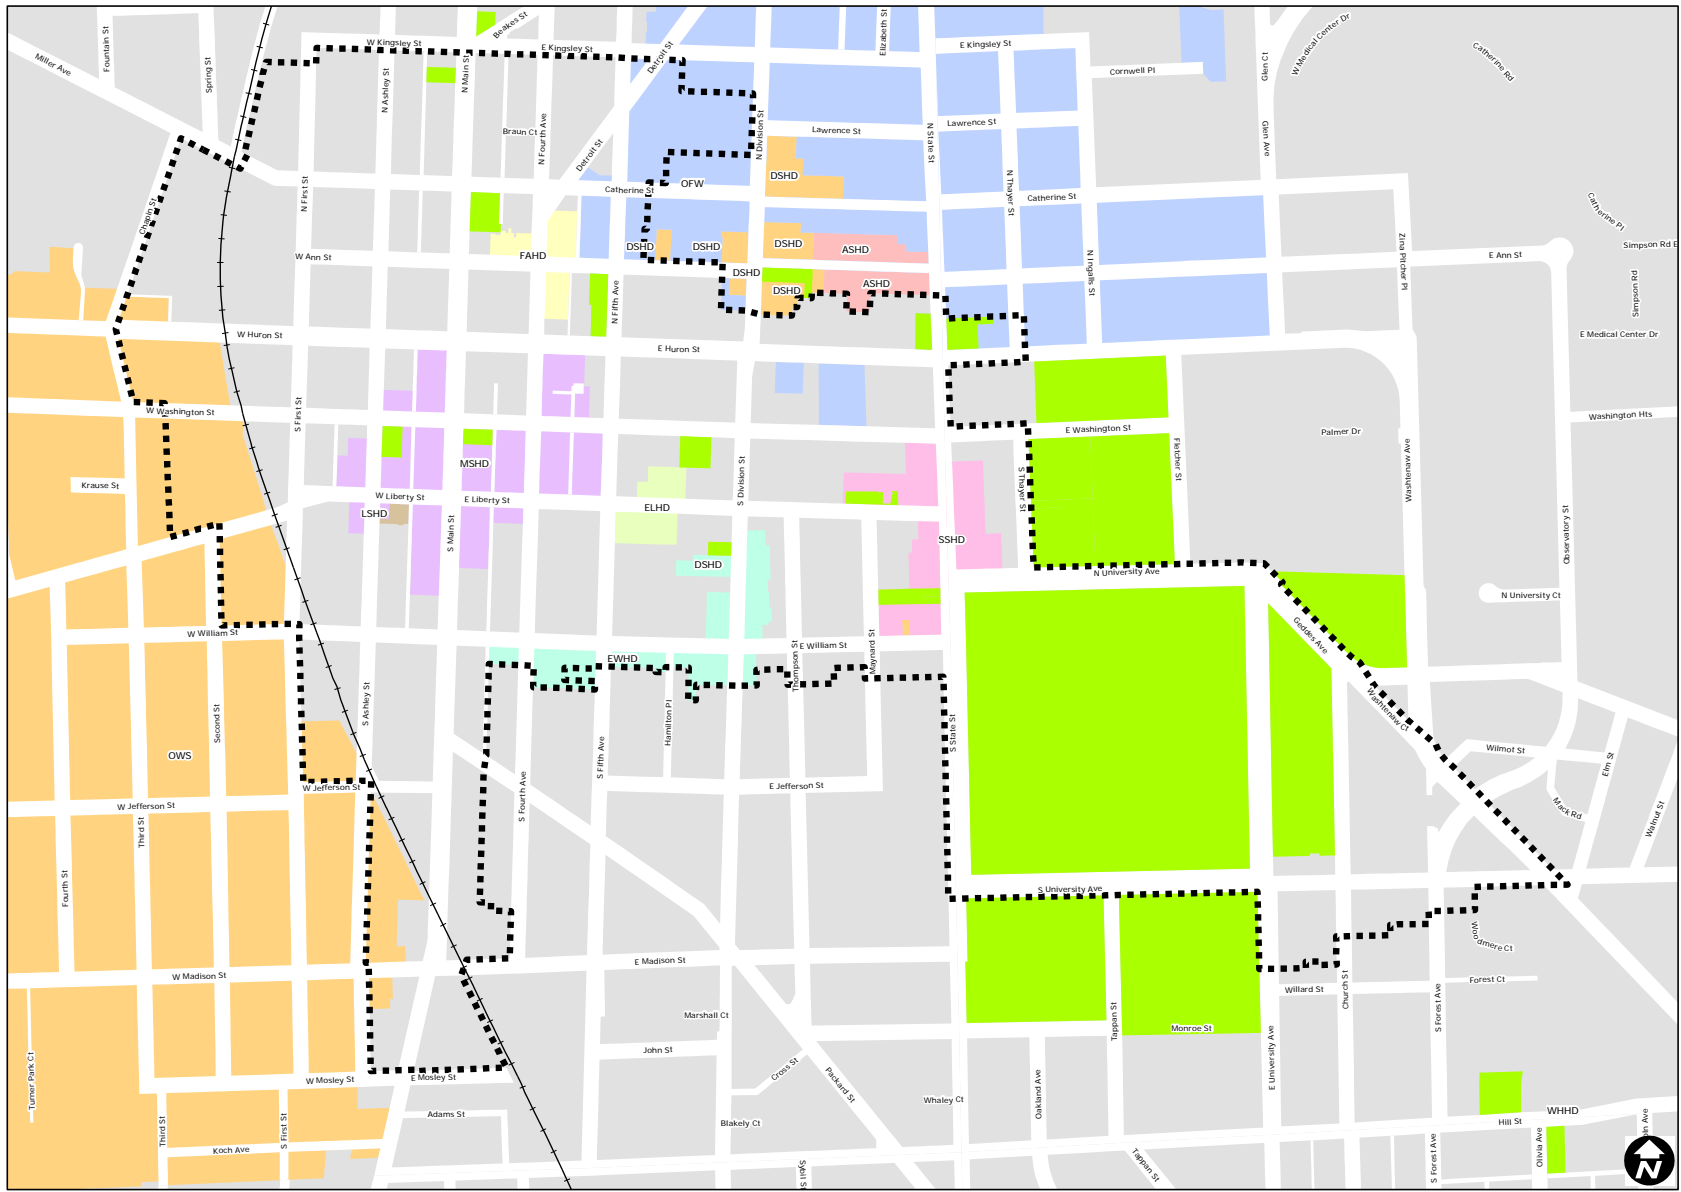 Fountain St
Spring St
Miller Ave
W Kingsley St
N Ashley St
N Main St
Beakes St
E Kingsley St
Detroit St
Elizabeth St
E Kingsley St
Cornwell Pl
Glen Ct
W Medical Center Dr
Catherine Rd
Braun Ct
N Fourth Ave
Detroit St
N Division St
Lawrence St
N State St
Lawrence St
Glen Ave
N First St
Chapin St
Catherine St
OFW
DSHD
N Thayer St
Catherine St
Catherine Pl
W Ann St
FAHD
DSHD
DSHD
DSHD
DSHD
ASHD
DSHD
ASHD
N Fifth Ave
N Ingalls St
Zina Pitcher Pl
E Ann St
Simpson Rd E
Simpson Rd
W Huron St
E Huron St
E Medical Center Dr
W Washington St
S First St
E Washington St
Washington Hts
Palmer Dr
Krause St
MSHD
W Liberty St
E Liberty St
LSHD
ELHD
S Main St
S Division St
S Thayer St
Fletcher St
Washtenaw Ave
Observatory St
SSHD
DSHD
N University Ave
N University Ct
W William St
EWHD
E William St
Thompson St
Maynard St
Geddes Ave
S Ashley St
Second St
OWS
Hamilton Pl
S Fifth Ave
S State St
Washtenaw Ct
Wilmot St
Elm St
Mack Rd
Walnut St
W Jefferson St
W Jefferson St
S Fourth Ave
E Jefferson St
Third St
Fourth St
S University Ave
Woodmere Ct
W Madison St
E Madison St
Willard St
Forest Ct
Church St
S Forest Ave
Marshall Ct
Tappan St
Monroe St
John St
Cross St
Packard St
Turner Park Ct
W Mosley St
E Mosley St
Oakland Ave
E University Ave
Whaley Ct
Adams St
Blakely Ct
WHHD
Hill St
Third St
S First St
Koch Ave
Sybil St
Tappan St
S Forest Ave
Olivia Ave
N